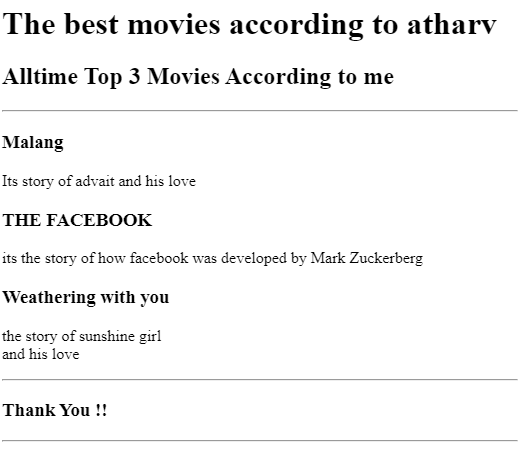 The best movies according to atharv
Alltime Top 3 Movies According to me
Malang
Its story of advait and his love
THE FACEBOOK
its the story of how facebook was developed by Mark Zuckerberg
Weathering with you
the story of sunshine girl
and his love
Thank You !!